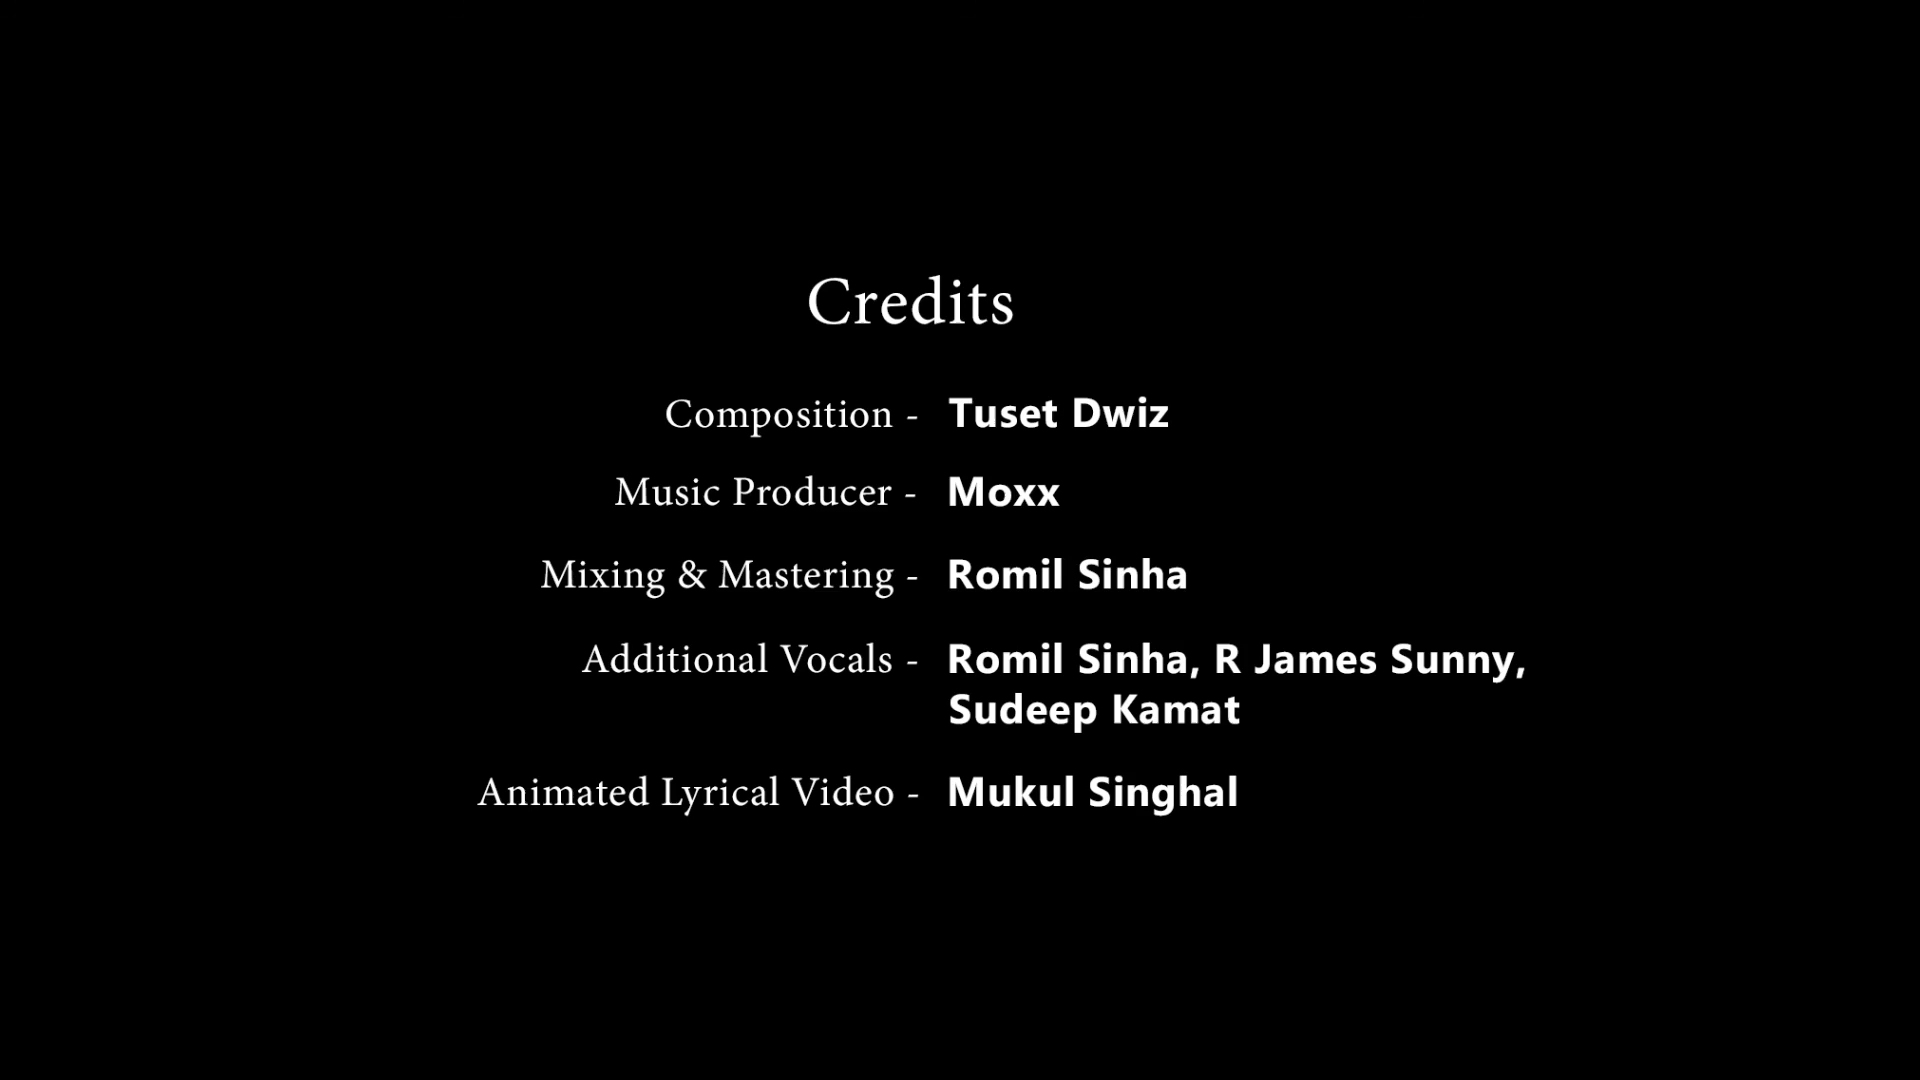 Credits
Composition - Tuset Dwiz
Music Producer - Moxx
Mixing & Mastering - Romil Sinha
Additional Vocals - Romil Sinha, R James Sunny,
Sudeep Kamat
Animated Lyrical Video - Mukul Singhal